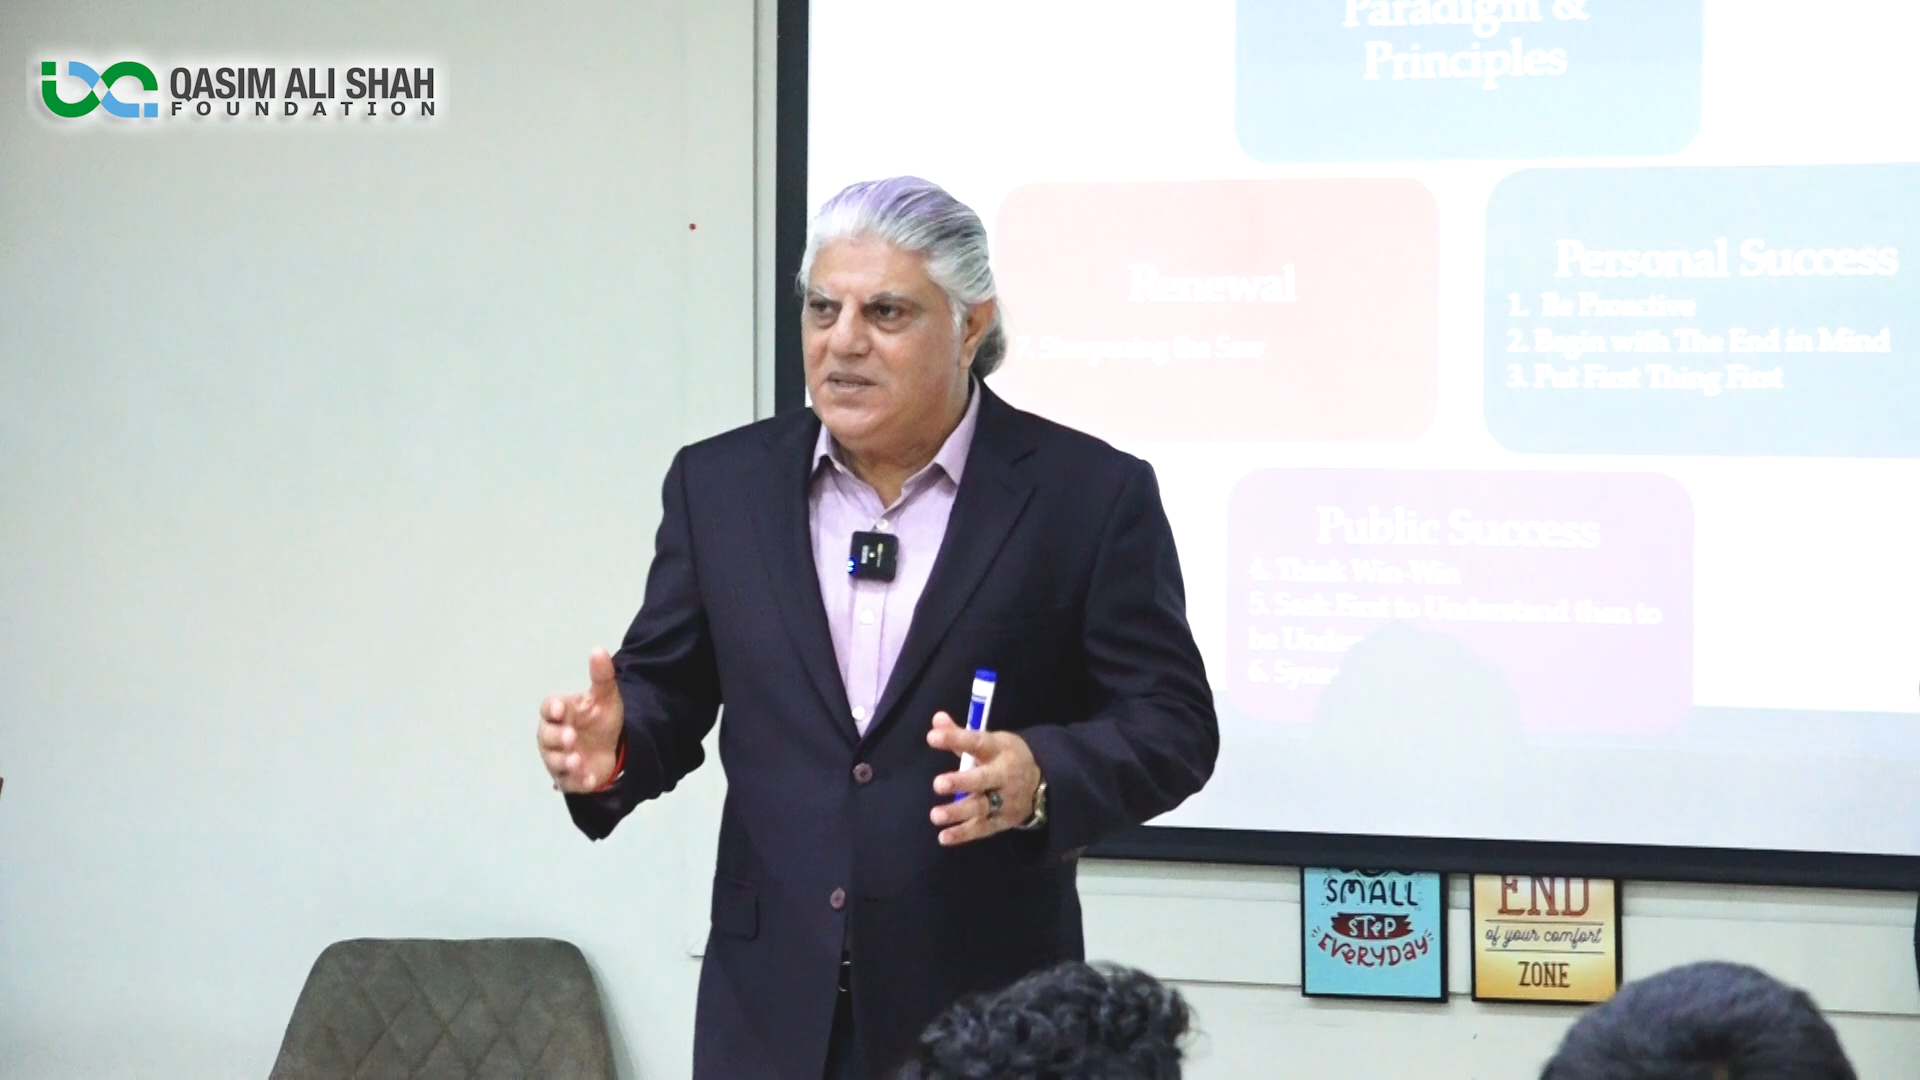 QASIM ALI SHAH
FOUNDATION
Paradigm &
Principles
Renewal
7. Sharpening the Saw
Personal Success
1. Be Proactive
2. Begin with The End in Mind
3. Put First Thing First
Public Success
4. Think Win-Win
5. Seek First to Understand then to
be
6.
SMALL
STEP
EVERYDAY
END
of your comfort
ZONE